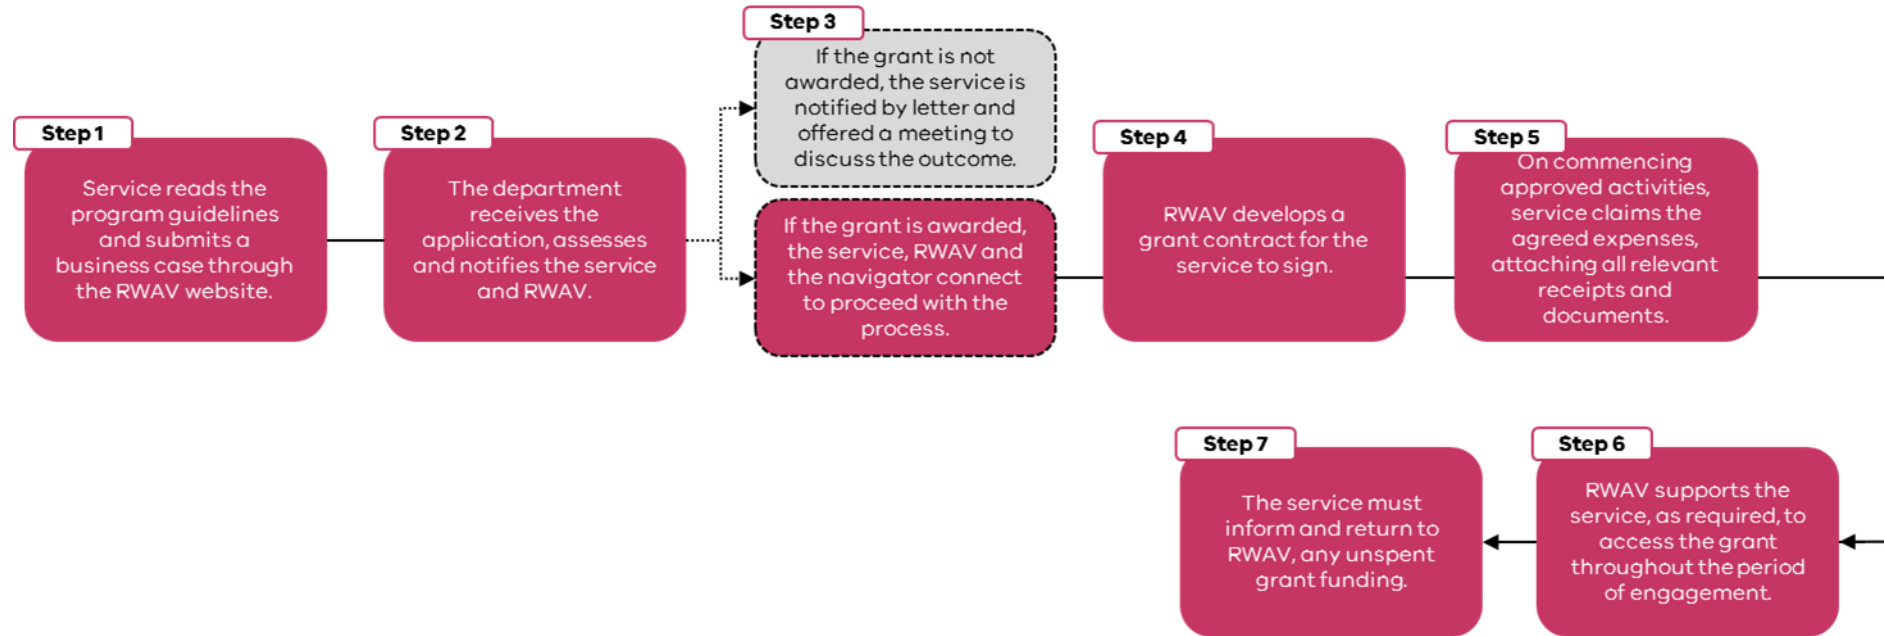 Step 1
Service reads the
program guidelines
and submits a
business case through
the RWAV website.
Step 2
The department
receives the
application, assesses
and notifies the service
and RWAV.
Step 3
If the grant is not
awarded, the service is
notified by letter and
offered a meeting to
discuss the outcome.
If the grant is awarded,
the service, RWAV and
the navigator connect
to proceed with the
process.
Step 4
RWAV develops a
grant contract for the
service to sign.
Step 5
On commencing
approved activities,
service claims the
agreed expenses,
attaching all relevant
receipts and
documents.
Step 6
RWAV supports the
service, as required, to
access the grant
throughout the period
of engagement.
Step 7
The service must
inform and return to
RWAV, any unspent
grant funding.